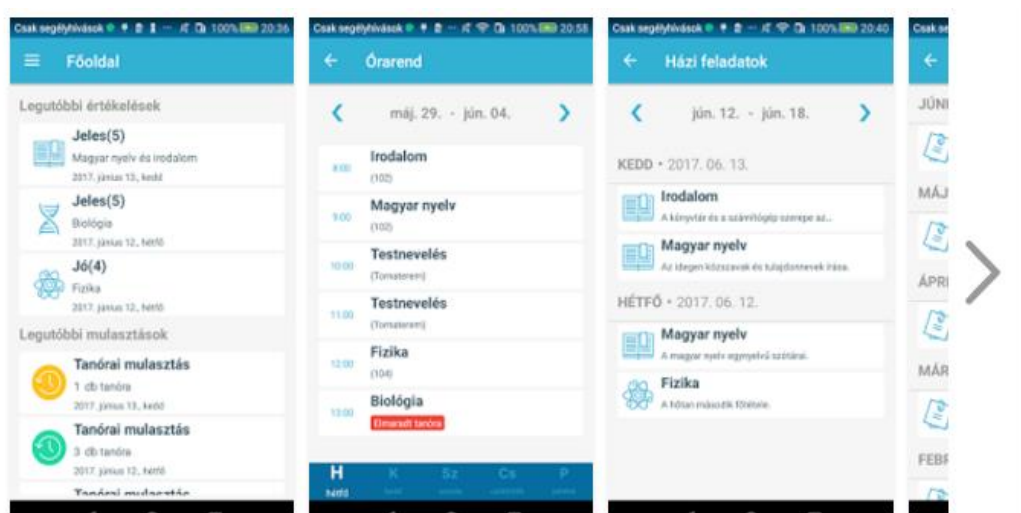 Csak segélyhívások 100% 20:36
Főoldal
Legutóbbi értékelések
Jeles(5)
Magyar nyelv és irodalom
2017. június 13., kedd
Jeles(5)
Biológia
2017. június 12., hétfő
Jó(4)
Fizika
2017. június 12., hétfő
Legutóbbi mulasztások
Tanórai mulasztás
1 db tanóra
2017. június 13., kedd
Tanórai mulasztás
3 db tanóra
2017. június 12., hétfő
Tanórai mulasztás
Csak segélyhívások 100% 20:58
Órarend
máj. 29. - jún. 04.
8:00 Irodalom
(102)
9:00 Magyar nyelv
(102)
10:00 Testnevelés
(Tornaterem)
11:00 Testnevelés
(Tornaterem)
12:00 Fizika
(104)
13:00 Biológia
Elmaradt tanóra
H K Sz Cs P
hétfő
Csak segélyhívások 100% 20:40
Házi feladatok
jún. 12. - jún. 18.
KEDD • 2017. 06. 13.
Irodalom
A könyvtár és a számítógép szerepe az...
Magyar nyelv
Az idegen közszavak és tulajdonnevek írása.
HÉTFŐ • 2017. 06. 12.
Magyar nyelv
A magyar nyelv egynyelvű szótárai.
Fizika
A hőtan második főtétele.
Csak se
JÚNI
MÁJ
ÁPRI
MÁR
FEBR